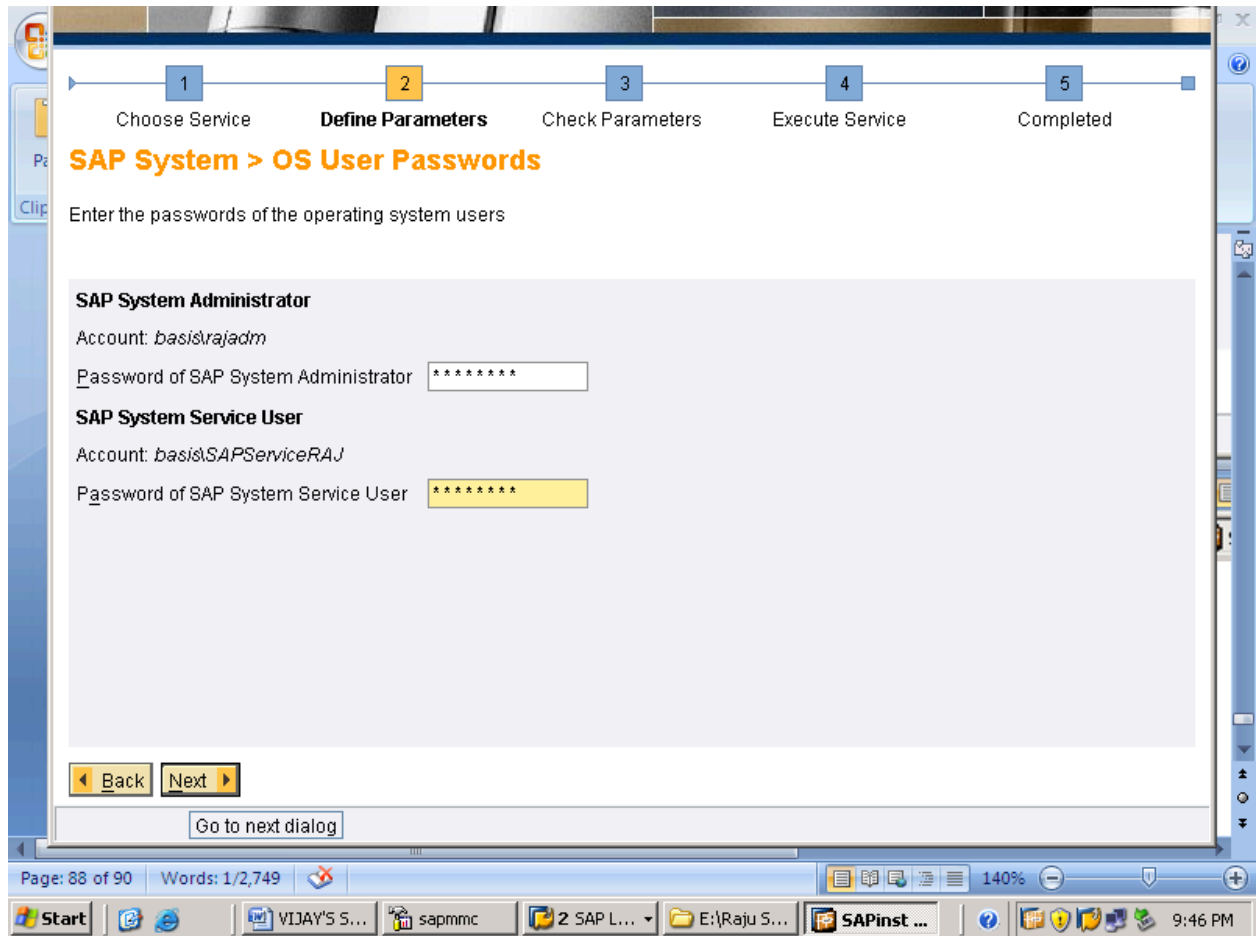 1 2 3 4 5
Choose Service Define Parameters Check Parameters Execute Service Completed
SAP System > OS User Passwords
Enter the passwords of the operating system users
SAP System Administrator
Account: basis\rajadm
Password of SAP System Administrator ********
SAP System Service User
Account: basis\SAPServiceRAJ
Password of SAP System Service User ********
Back Next
Go to next dialog
Page: 88 of 90 Words: 1/2,749 140%
Start VIJAY'S S... sapmmc 2 SAP L... E:\Raju S... SAPinst ... 9:46 PM